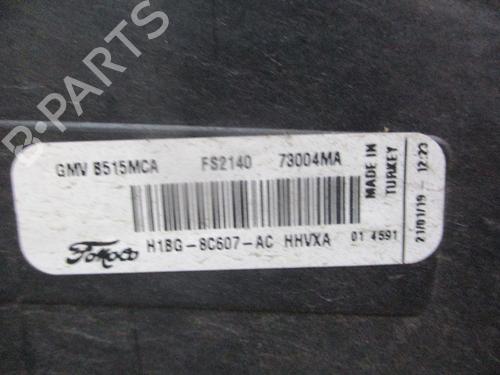 B-PARTS
GMV 8515MCA FS2140 73004MA
MADE IN
TURKEY
FoMoCo H1BG-8C607-AC HHVXA 01 4591
21/01/19 - 12:23